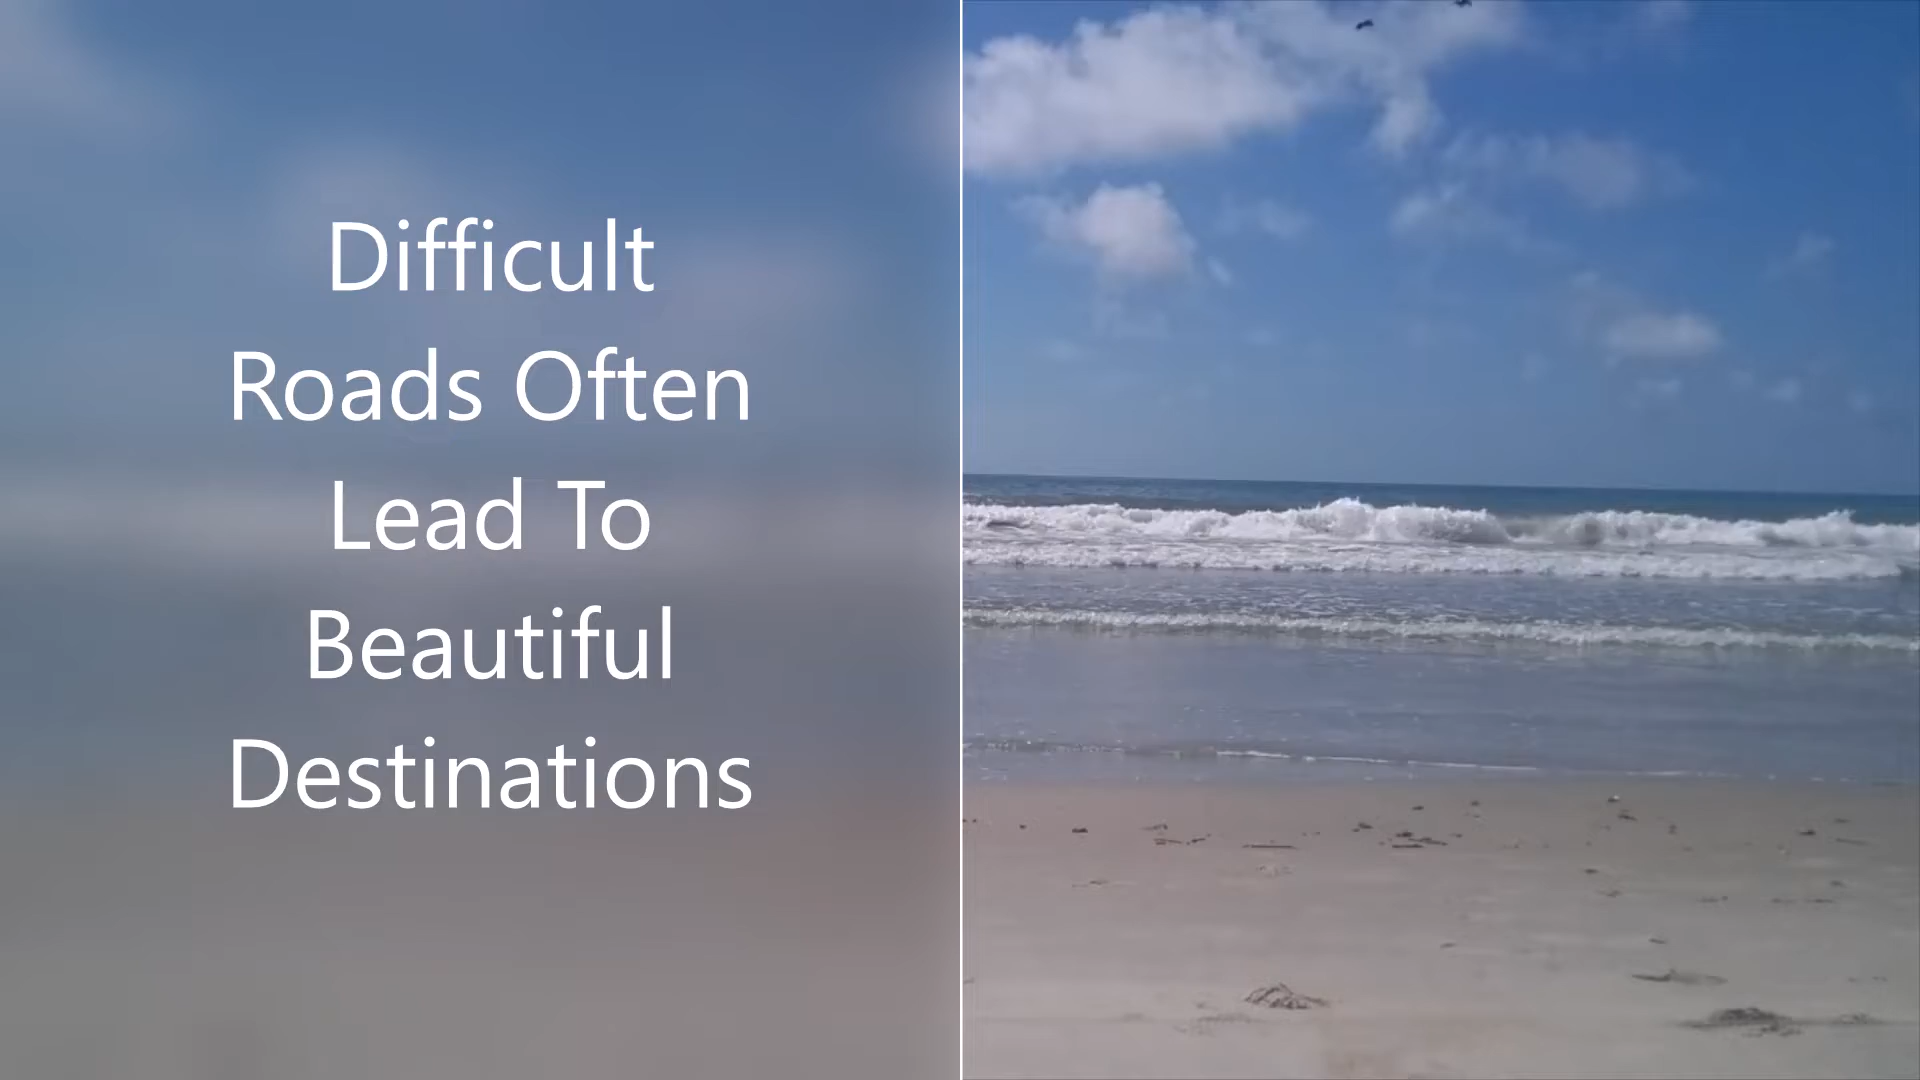 Difficult
Roads Often
Lead To
Beautiful
Destinations